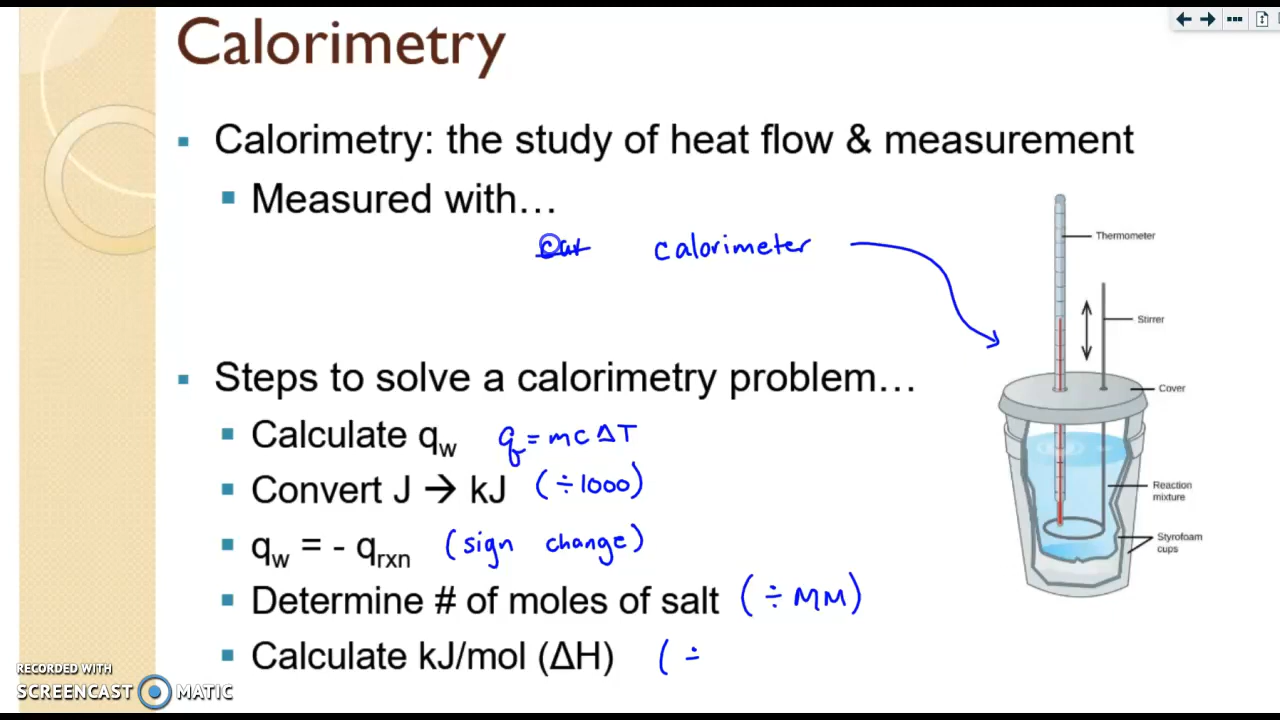 Calorimetry
▪ Calorimetry: the study of heat flow & measurement
▪ Measured with…
calorimeter
Thermometer
Stirrer
▪ Steps to solve a calorimetry problem…
Cover
▪ Calculate qw q = mcΔT
▪ Convert J → kJ (÷1000)
Reaction
mixture
▪ qw = - qrxn (sign change)
Styrofoam
cups
▪ Determine # of moles of salt (÷ MM)
▪ Calculate kJ/mol (ΔH) (÷
RECORDED WITH
SCREENCAST MATIC